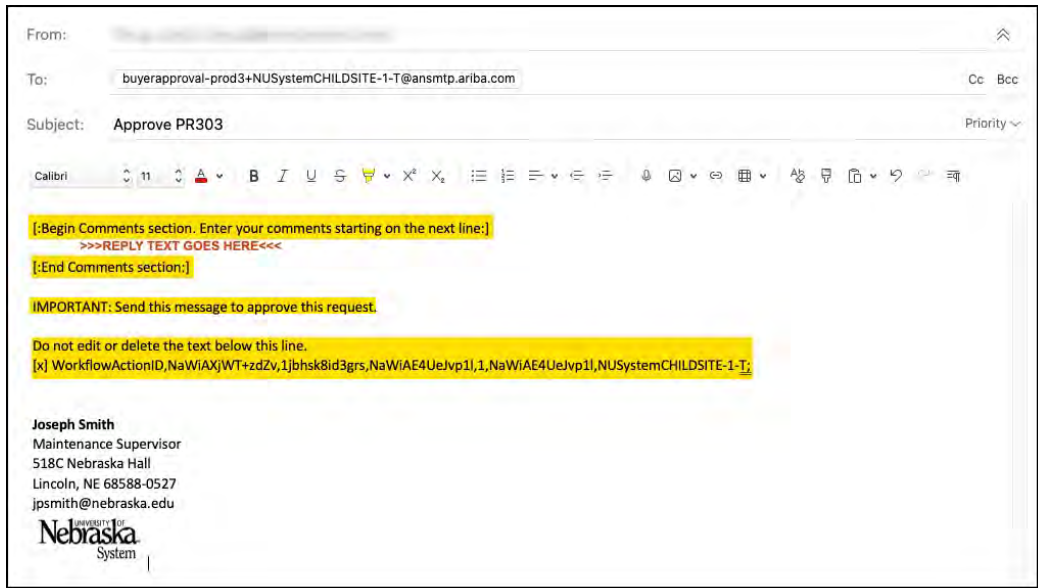 From:
To: buyerapproval-prod3+NUSystemCHILDSITE-1-T@ansmtp.ariba.com Cc Bcc
Subject: Approve PR303 Priority
Calibri 11 A B I U S X² X₂
[:Begin Comments section. Enter your comments starting on the next line:]
>>>REPLY TEXT GOES HERE<<<
[:End Comments section:]
IMPORTANT: Send this message to approve this request.
Do not edit or delete the text below this line.
[x] WorkflowActionID,NaWiAXjWT+zdZv,1jbhsk8id3grs,NaWiAE4UeJvp1l,1,NaWiAE4UeJvp1l,NUSystemCHILDSITE-1-T;
Joseph Smith
Maintenance Supervisor
518C Nebraska Hall
Lincoln, NE 68588-0527
jpsmith@nebraska.edu
UNIVERSITY OF
Nebraska
System